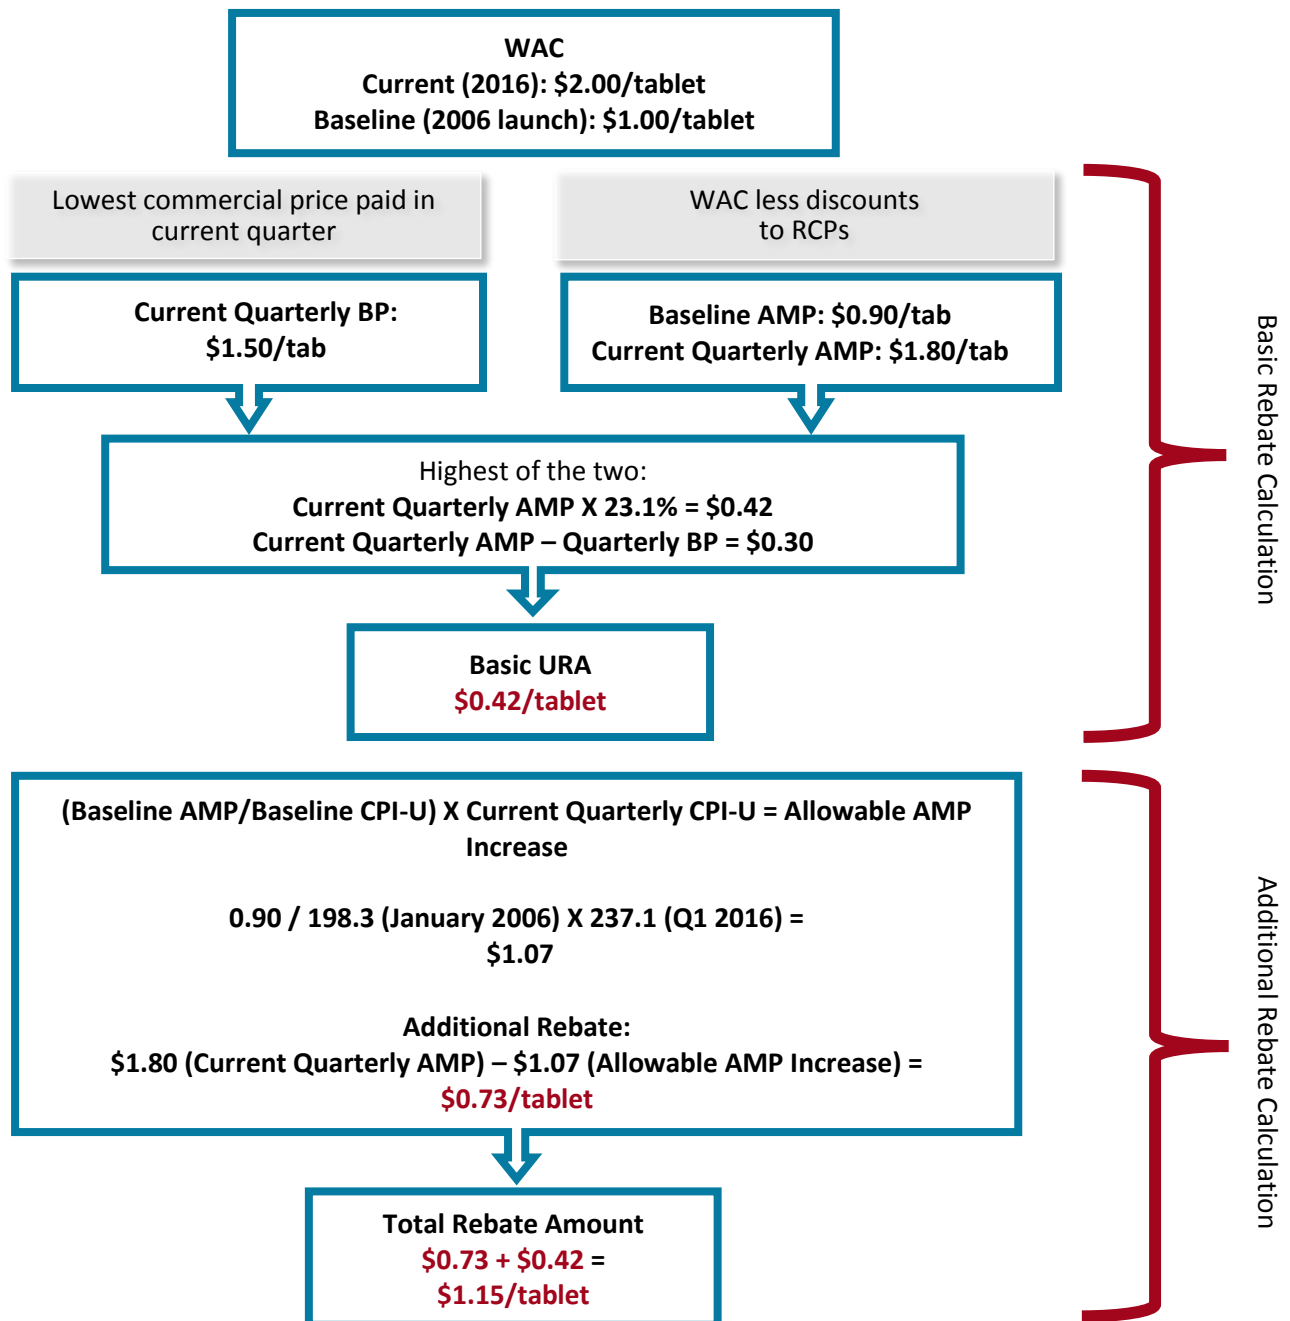 WAC
Current (2016): $2.00/tablet
Baseline (2006 launch): $1.00/tablet
Lowest commercial price paid in
current quarter
WAC less discounts
to RCPs
Current Quarterly BP:
$1.50/tab
Baseline AMP: $0.90/tab
Current Quarterly AMP: $1.80/tab
Highest of the two:
Current Quarterly AMP X 23.1% = $0.42
Current Quarterly AMP – Quarterly BP = $0.30
Basic URA
$0.42/tablet
Basic Rebate Calculation
(Baseline AMP/Baseline CPI-U) X Current Quarterly CPI-U = Allowable AMP
Increase
0.90 / 198.3 (January 2006) X 237.1 (Q1 2016) =
$1.07
Additional Rebate:
$1.80 (Current Quarterly AMP) – $1.07 (Allowable AMP Increase) =
$0.73/tablet
Total Rebate Amount
$0.73 + $0.42 =
$1.15/tablet
Additional Rebate Calculation